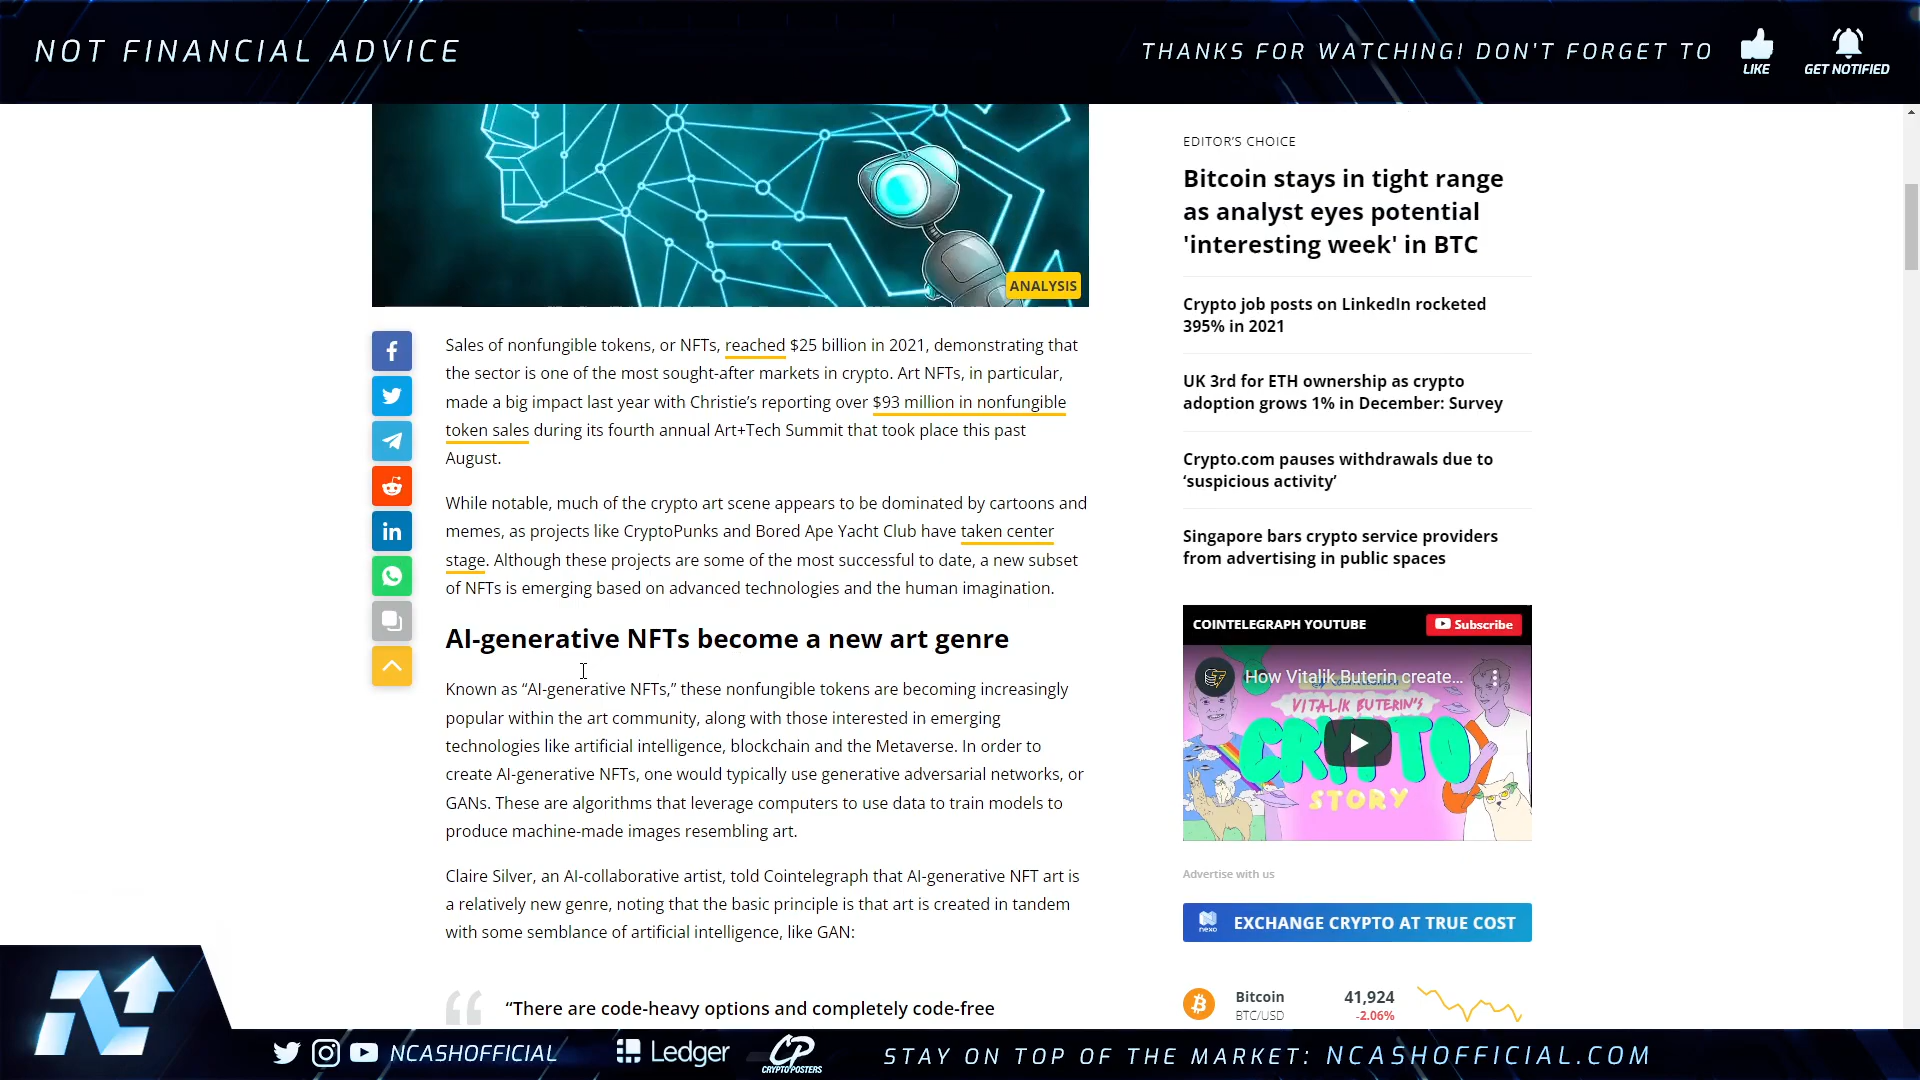 NOT FINANCIAL ADVICE
THANKS FOR WATCHING! DON'T FORGET TO
LIKE
GET NOTIFIED
ANALYSIS
Sales of nonfungible tokens, or NFTs, reached $25 billion in 2021, demonstrating that
the sector is one of the most sought-after markets in crypto. Art NFTs, in particular,
made a big impact last year with Christie’s reporting over $93 million in nonfungible
token sales during its fourth annual Art+Tech Summit that took place this past
August.
While notable, much of the crypto art scene appears to be dominated by cartoons and
memes, as projects like CryptoPunks and Bored Ape Yacht Club have taken center
stage. Although these projects are some of the most successful to date, a new subset
of NFTs is emerging based on advanced technologies and the human imagination.
AI-generative NFTs become a new art genre
Known as “AI-generative NFTs,” these nonfungible tokens are becoming increasingly
popular within the art community, along with those interested in emerging
technologies like artificial intelligence, blockchain and the Metaverse. In order to
create AI-generative NFTs, one would typically use generative adversarial networks, or
GANs. These are algorithms that leverage computers to use data to train models to
produce machine-made images resembling art.
Claire Silver, an AI-collaborative artist, told Cointelegraph that AI-generative NFT art is
a relatively new genre, noting that the basic principle is that art is created in tandem
with some semblance of artificial intelligence, like GAN:
“There are code-heavy options and completely code-free
EDITOR’S CHOICE
Bitcoin stays in tight range
as analyst eyes potential
'interesting week' in BTC
Crypto job posts on LinkedIn rocketed
395% in 2021
UK 3rd for ETH ownership as crypto
adoption grows 1% in December: Survey
Crypto.com pauses withdrawals due to
‘suspicious activity’
Singapore bars crypto service providers
from advertising in public spaces
COINTELEGRAPH YOUTUBE
Subscribe
How Vitalik Buterin create...
VITALIK BUTERIN'S
CRYPTO
STORY
Advertise with us
nexo
EXCHANGE CRYPTO AT TRUE COST
Bitcoin
41,924
BTC/USD
-2.06%
NCASHOFFICIAL
Ledger
CP
CRYPTOPOSTERS
STAY ON TOP OF THE MARKET: NCASHOFFICIAL.COM